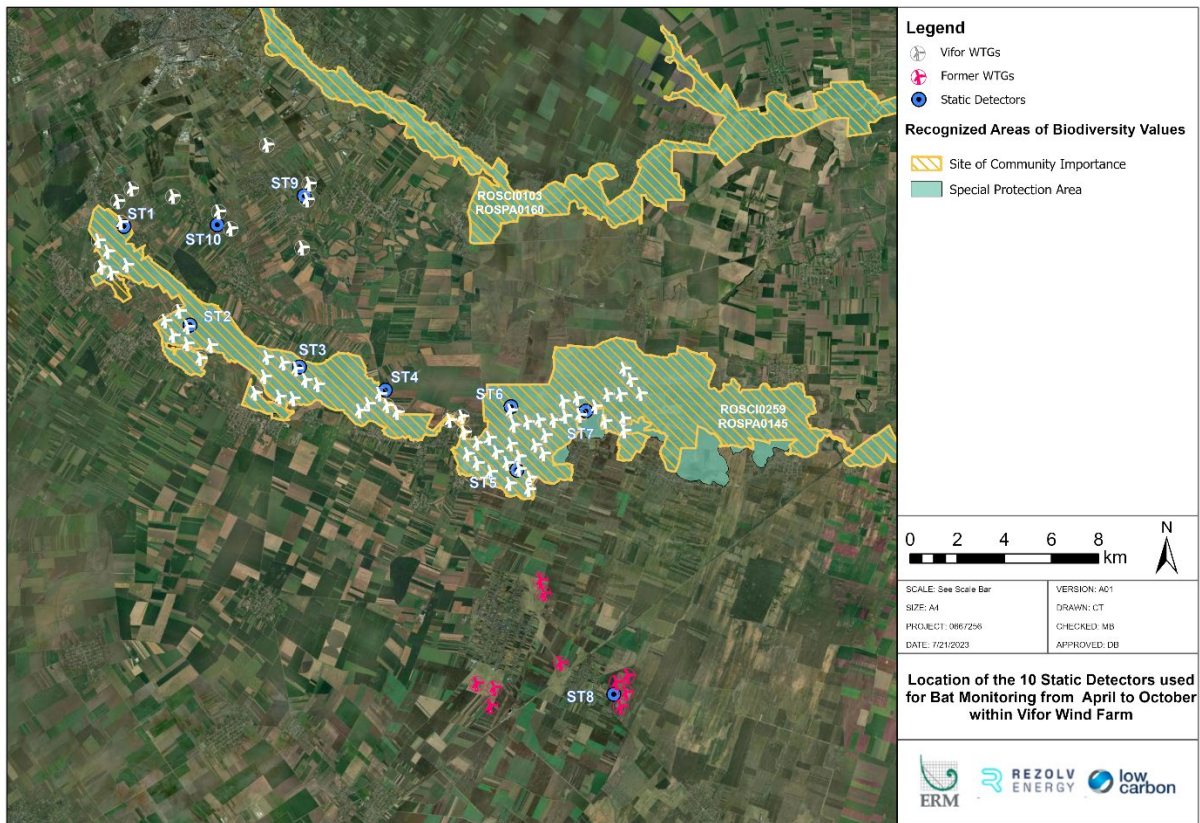 ST9
ROSCI0103
ROSPA0160
ST1
ST10
ST2
ST3
ST4
ST6
ROSCI0259
ROSPA0145
ST7
ST5
ST8
Legend
Vifor WTGs
Former WTGs
Static Detectors
Recognized Areas of Biodiversity Values
Site of Community Importance
Special Protection Area
0 2 4 6 8
km
N
SCALE: See Scale Bar
VERSION: A01
SIZE: A4
DRAWN: CT
PROJECT: 0667256
CHECKED: MB
DATE: 7/21/2023
APPROVED: DB
Location of the 10 Static Detectors used
for Bat Monitoring from April to October
within Vifor Wind Farm
ERM
REZOLV
ENERGY
low
carbon